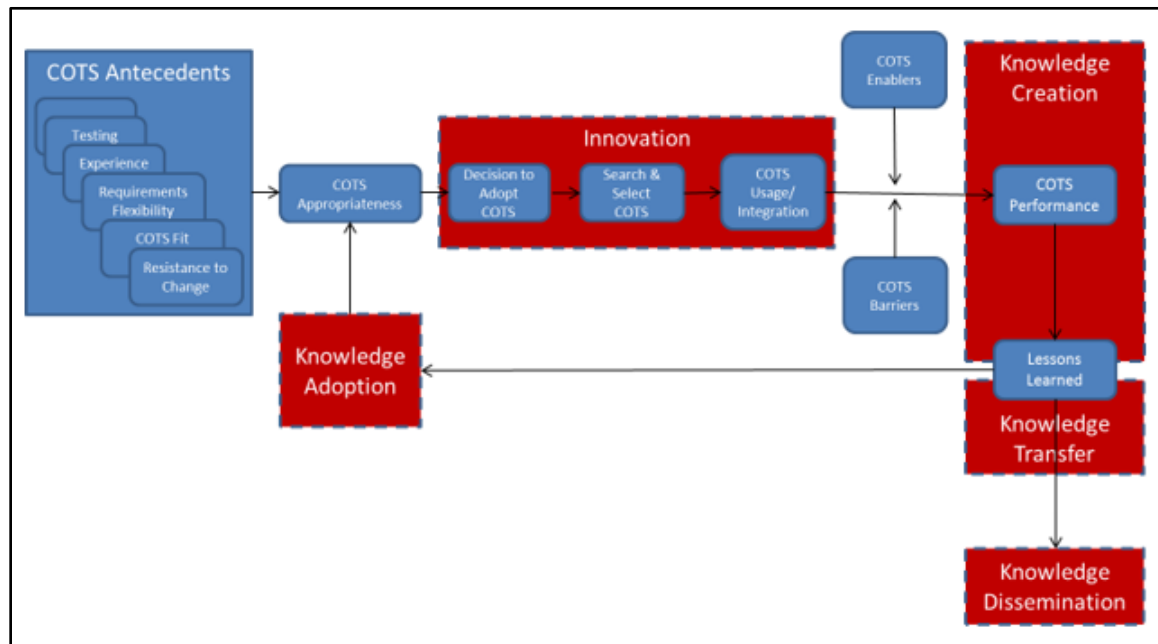 COTS Antecedents
Testing
Experience
Requirements
Flexibility
COTS Fit
Resistance to
Change
COTS
Appropriateness
Innovation
Decision to
Adopt
COTS
Search &
Select
COTS
COTS
Usage/
Integration
COTS
Enablers
COTS
Barriers
Knowledge
Creation
COTS
Performance
Lessons
Learned
Knowledge
Adoption
Knowledge
Transfer
Knowledge
Dissemination